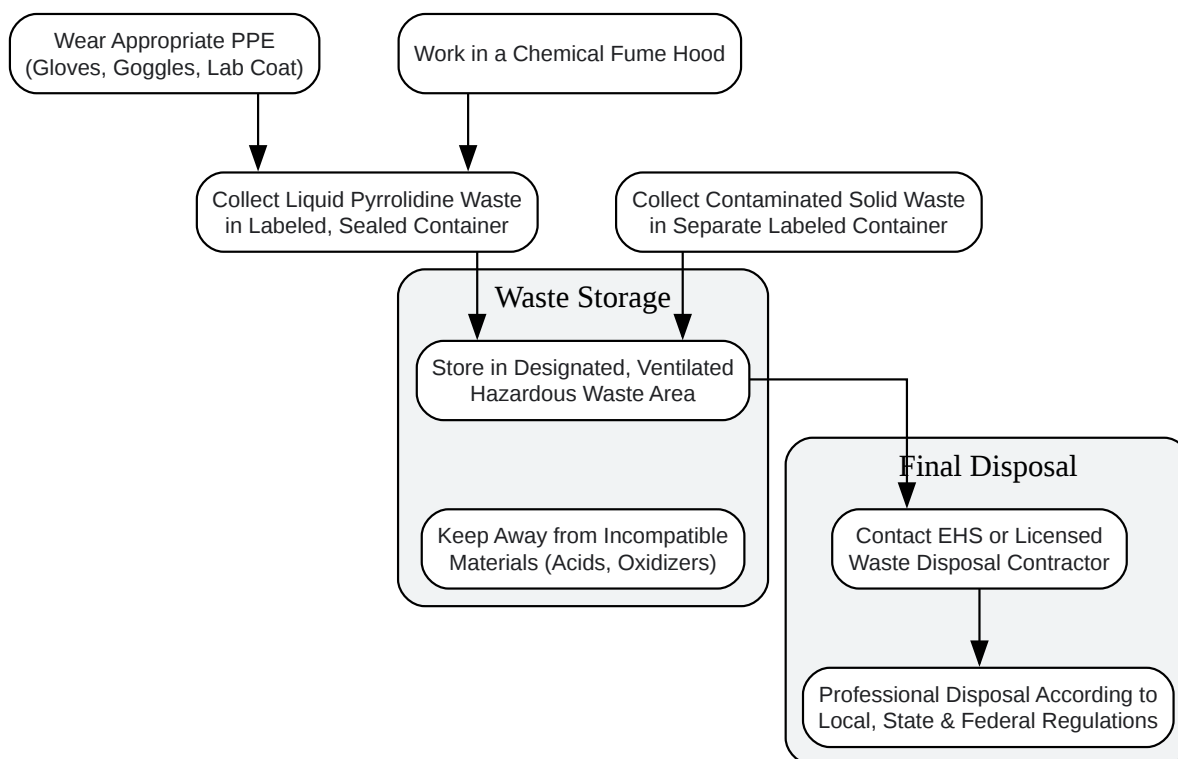 Wear Appropriate PPE
(Gloves, Goggles, Lab Coat)
Work in a Chemical Fume Hood
Collect Liquid Pyrrolidine Waste
in Labeled, Sealed Container
Collect Contaminated Solid Waste
in Separate Labeled Container
Waste Storage
Store in Designated, Ventilated
Hazardous Waste Area
Keep Away from Incompatible
Materials (Acids, Oxidizers)
Final Disposal
Contact EHS or Licensed
Waste Disposal Contractor
Professional Disposal According to
Local, State & Federal Regulations